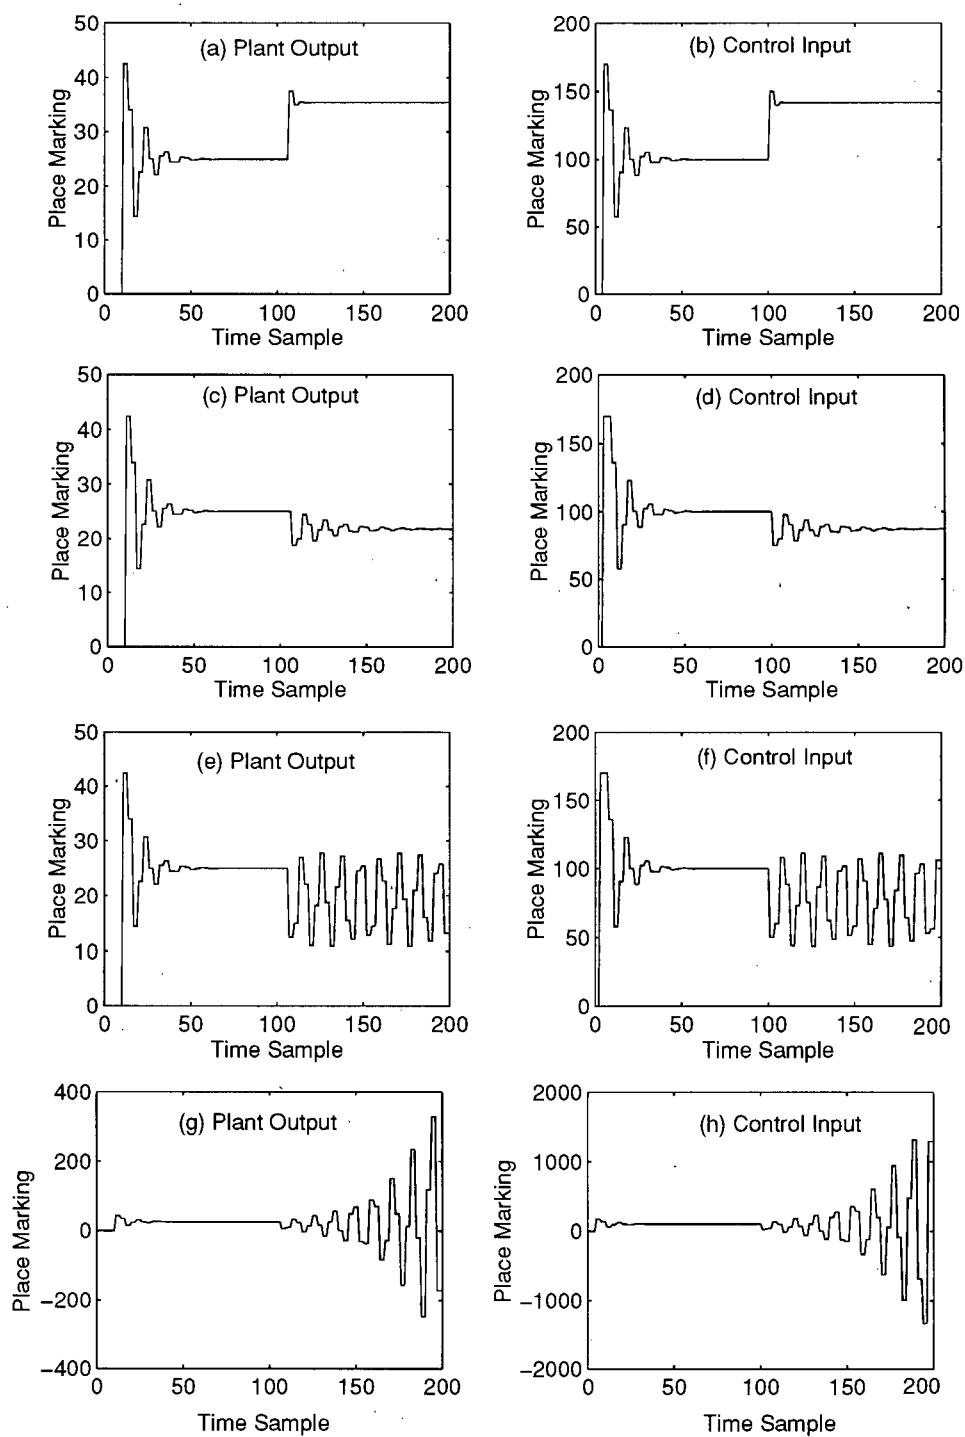 (a) Plant Output
Place Marking
50
40
30
20
10
0
0 50 100 150 200
Time Sample
(b) Control Input
Place Marking
200
150
100
50
0
0 50 100 150 200
Time Sample
(c) Plant Output
Place Marking
50
40
30
20
10
0
0 50 100 150 200
Time Sample
(d) Control Input
Place Marking
200
150
100
50
0
0 50 100 150 200
Time Sample
(e) Plant Output
Place Marking
50
40
30
20
10
0
0 50 100 150 200
Time Sample
(f) Control Input
Place Marking
200
150
100
50
0
0 50 100 150 200
Time Sample
(g) Plant Output
Place Marking
400
200
0
−200
−400
0 50 100 150 200
Time Sample
(h) Control Input
Place Marking
2000
1000
0
−1000
−2000
0 50 100 150 200
Time Sample